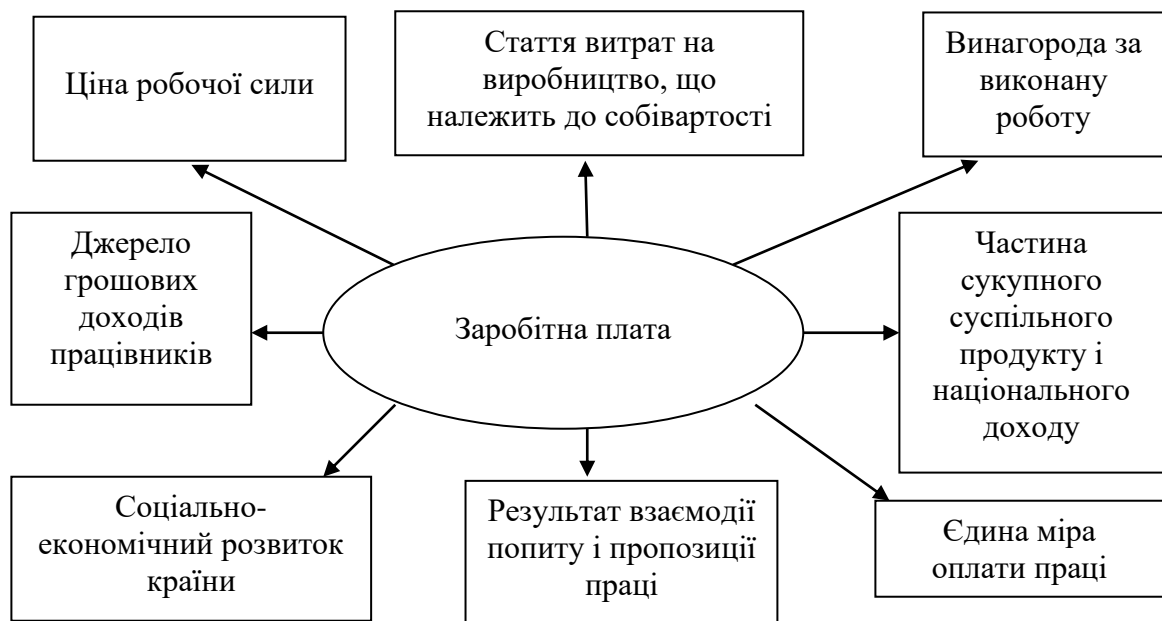 Ціна робочої сили
Стаття витрат на
виробництво, що
належить до собівартості
Винагорода за
виконану
роботу
Джерело
грошових
доходів
працівників
Заробітна плата
Частина
сукупного
суспільного
продукту і
національного
доходу
Соціально-
економічний розвиток
країни
Результат взаємодії
попиту і пропозиції
праці
Єдина міра
оплати праці